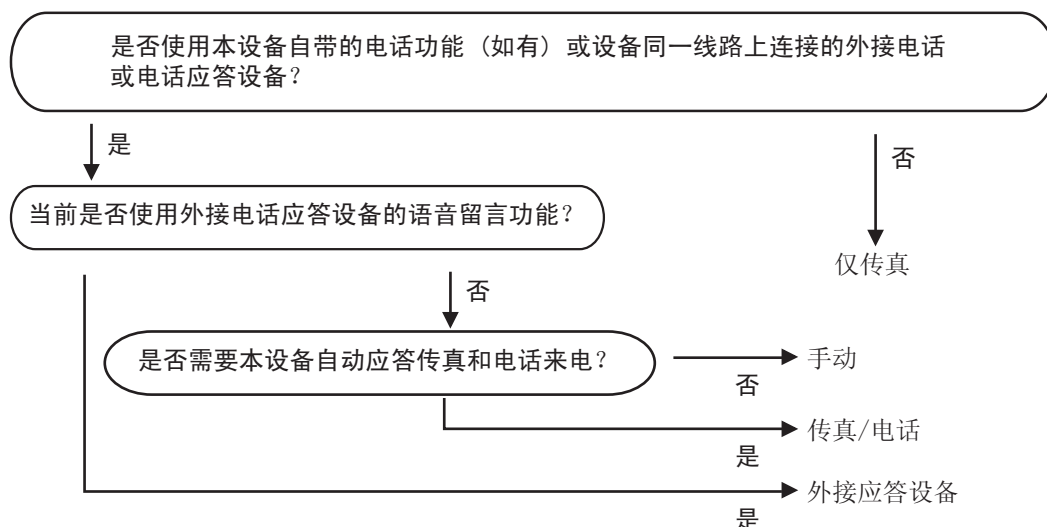 是否使用本设备自带的电话功能（如有）或设备同一线路上连接的外接电话
或电话应答设备？
是
否
当前是否使用外接电话应答设备的语音留言功能？
仅传真
否
是否需要本设备自动应答传真和电话来电？
手动
否
传真/电话
是
外接应答设备
是